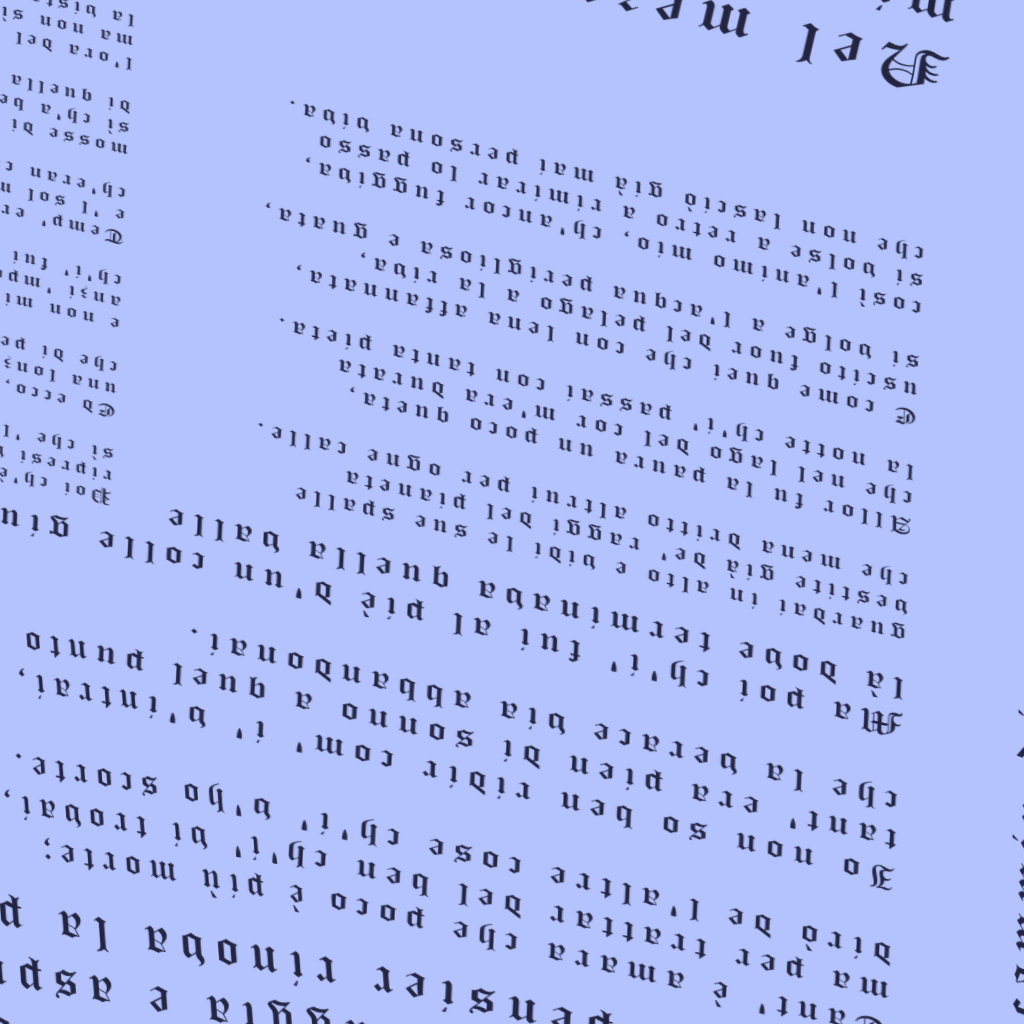 ggia e aspr
pensier rinova la p
Tant' è amara che poco è più morte;
ma per trattar del ben ch'i' vi trovai,
dirò de l'altre cose ch'i' v'ho scorte.
Io non so ben ridir com' i' v'intrai,
tant' era pien di sonno a quel punto
che la verace via abbandonai.
Ma poi ch'i' fui al piè d'un colle giu
là dove terminava quella valle
guardai in alto e vidi le sue spalle
vestite già de' raggi del pianeta
che mena dritto altrui per ogne calle.
Allor fu la paura un poco queta,
che nel lago del cor m'era durata
la notte ch'i' passai con tanta pieta.
E come quei che con lena affannata,
uscito fuor del pelago a la riva,
si volge a l'acqua perigliosa e guata,
così l'animo mio, ch'ancor fuggiva,
si volse a retro a rimirar lo passo
che non lasciò già mai persona viva.
Poi ch'è
ripresi v
sì che 'l
Ed ecco,
una lonz
che di pe
e non mi
anzi 'mp
ch'i' fui
Temp' er
e 'l sol n
ch'eran c
mosse di
sì ch'a be
di quella
l'ora del
ma non sì
la vista
Nel mez
mi